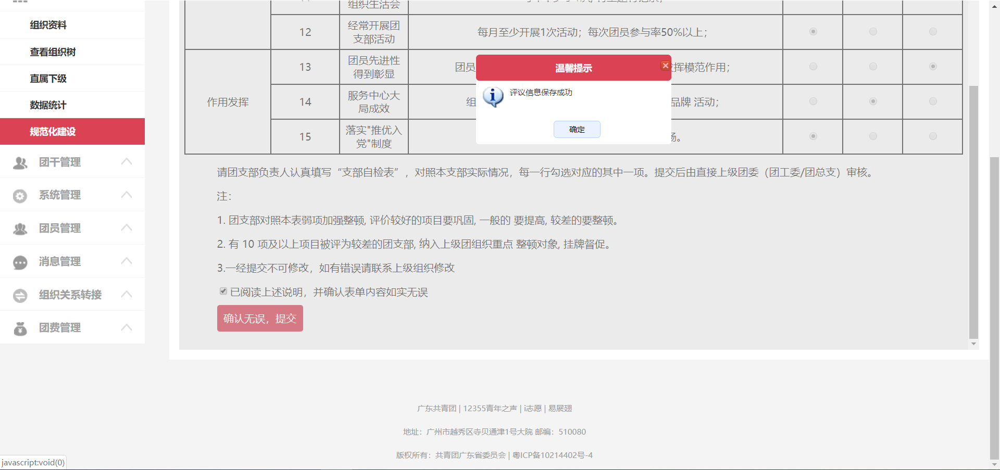 组织生活会
组织资料
查看组织树
直属下级
数据统计
规范化建设
团干管理
系统管理
团员管理
消息管理
组织关系转接
团费管理
12
经常开展团
支部活动
每月至少开展1次活动；每次团员参与率50%以上；
作用发挥
13
团员先进性
得到彰显
团员
发挥模范作用；
14
服务中心大
局成效
组
品牌 活动；
15
落实"推优入
党"制度
温馨提示
评议信息保存成功
确定
请团支部负责人认真填写“支部自检表”，对照本支部实际情况，每一行勾选对应的其中一项。提交后由直接上级团委（团工委/团总支）审核。
注：
1. 团支部对照本表弱项加强整顿, 评价较好的项目要巩固, 一般的 要提高, 较差的要整顿。
2. 有 10 项及以上项目被评为较差的团支部, 纳入上级团组织重点 整顿对象, 挂牌督促。
3.一经提交不可修改，如有错误请联系上级组织修改
已阅读上述说明，并确认表单内容如实无误
确认无误，提交
广东共青团 | 12355青年之声 | i志愿 | 易展翅
地址：广州市越秀区寺贝通津1号大院 邮编：510080
版权所有：共青团广东省委员会 | 粤ICP备10214402号-4
javascript:void(0)